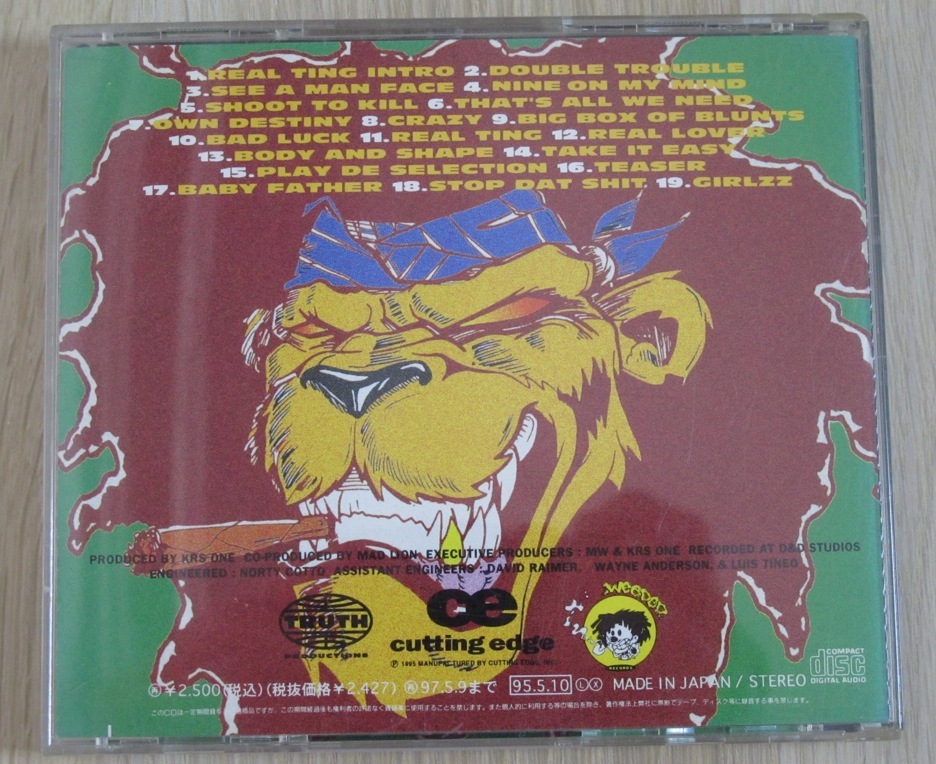 1.REAL TING INTRO 2.DOUBLE TROUBLE
3.SEE A MAN FACE 4.NINE ON MY MIND
5.SHOOT TO KILL 6.THAT'S ALL WE NEED
7.OWN DESTINY 8.CRAZY 9.BIG BOX OF BLUNTS
10.BAD LUCK 11.REAL TING 12.REAL LOVER
13.BODY AND SHAPE 14.TAKE IT EASY
15.PLAY DE SELECTION 16.TEASER
17.BABY FATHER 18.STOP DAT SHIT 19.GIRLZZ
PRODUCED BY KRS ONE CO-PRODUCED BY MAD LION EXECUTIVE PRODUCERS : MW & KRS ONE RECORDED AT D&D STUDIOS
ENGINEERED : NORTY COTTO ASSISTANT ENGINEERS : DAVID RAIMER, WAYNE ANDERSON, & LUIS TINEO
TRUTH
PRODUCTIONS
ce
cutting edge
Ⓟ 1995 MANUFACTURED BY CUTTING EDGE, INC.
WEEDED
RECORDS
COMPACT
disc
DIGITAL AUDIO
¥2,500(税込)(税抜価格¥2,427) 97.5.9まで 95.5.10 Ⓛ Ⓧ MADE IN JAPAN / STEREO